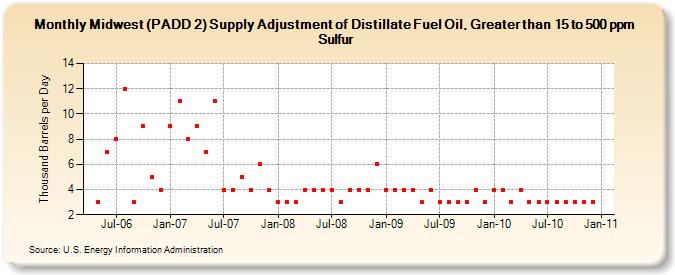 Monthly Midwest (PADD 2) Supply Adjustment of Distillate Fuel Oil, Greater than 15 to 500 ppm
Sulfur
Thousand Barrels per Day
14
12
10
8
6
4
2
Jul-06 Jan-07 Jul-07 Jan-08 Jul-08 Jan-09 Jul-09 Jan-10 Jul-10 Jan-11
Source: U.S. Energy Information Administration